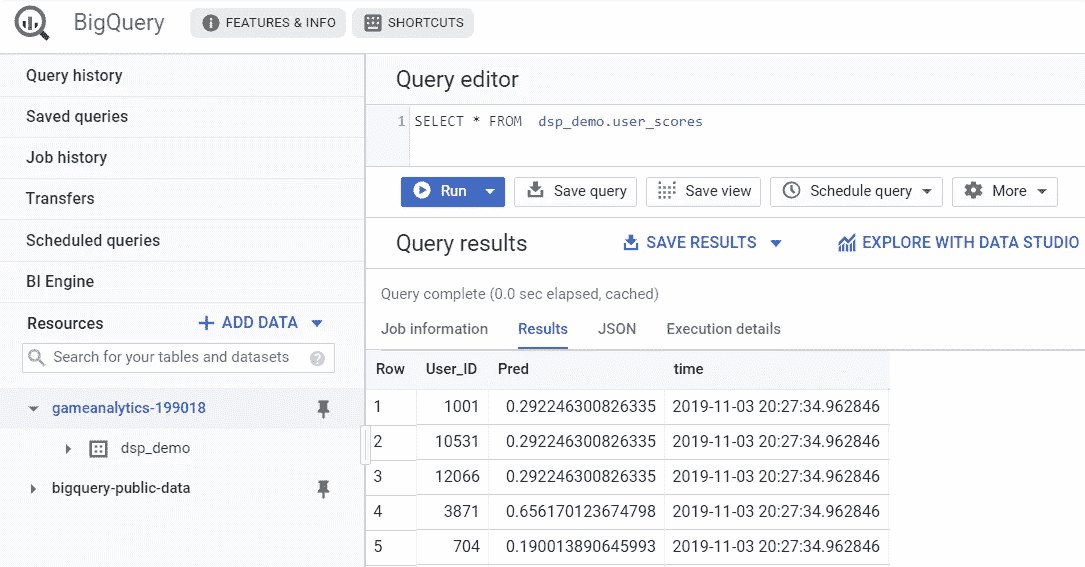 BigQuery FEATURES & INFO SHORTCUTS
Query history
Saved queries
Job history
Transfers
Scheduled queries
BI Engine
Resources ADD DATA
Search for your tables and datasets ?
gameanalytics-199018
dsp_demo
bigquery-public-data
Query editor
1 SELECT * FROM dsp_demo.user_scores
Run Save query Save view Schedule query More
Query results SAVE RESULTS EXPLORE WITH DATA STUDIO
Query complete (0.0 sec elapsed, cached)
Job information Results JSON Execution details
Row User_ID Pred time
1 1001 0.292246300826335 2019-11-03 20:27:34.962846
2 10531 0.292246300826335 2019-11-03 20:27:34.962846
3 12066 0.292246300826335 2019-11-03 20:27:34.962846
4 3871 0.656170123674798 2019-11-03 20:27:34.962846
5 704 0.190013890645993 2019-11-03 20:27:34.962846